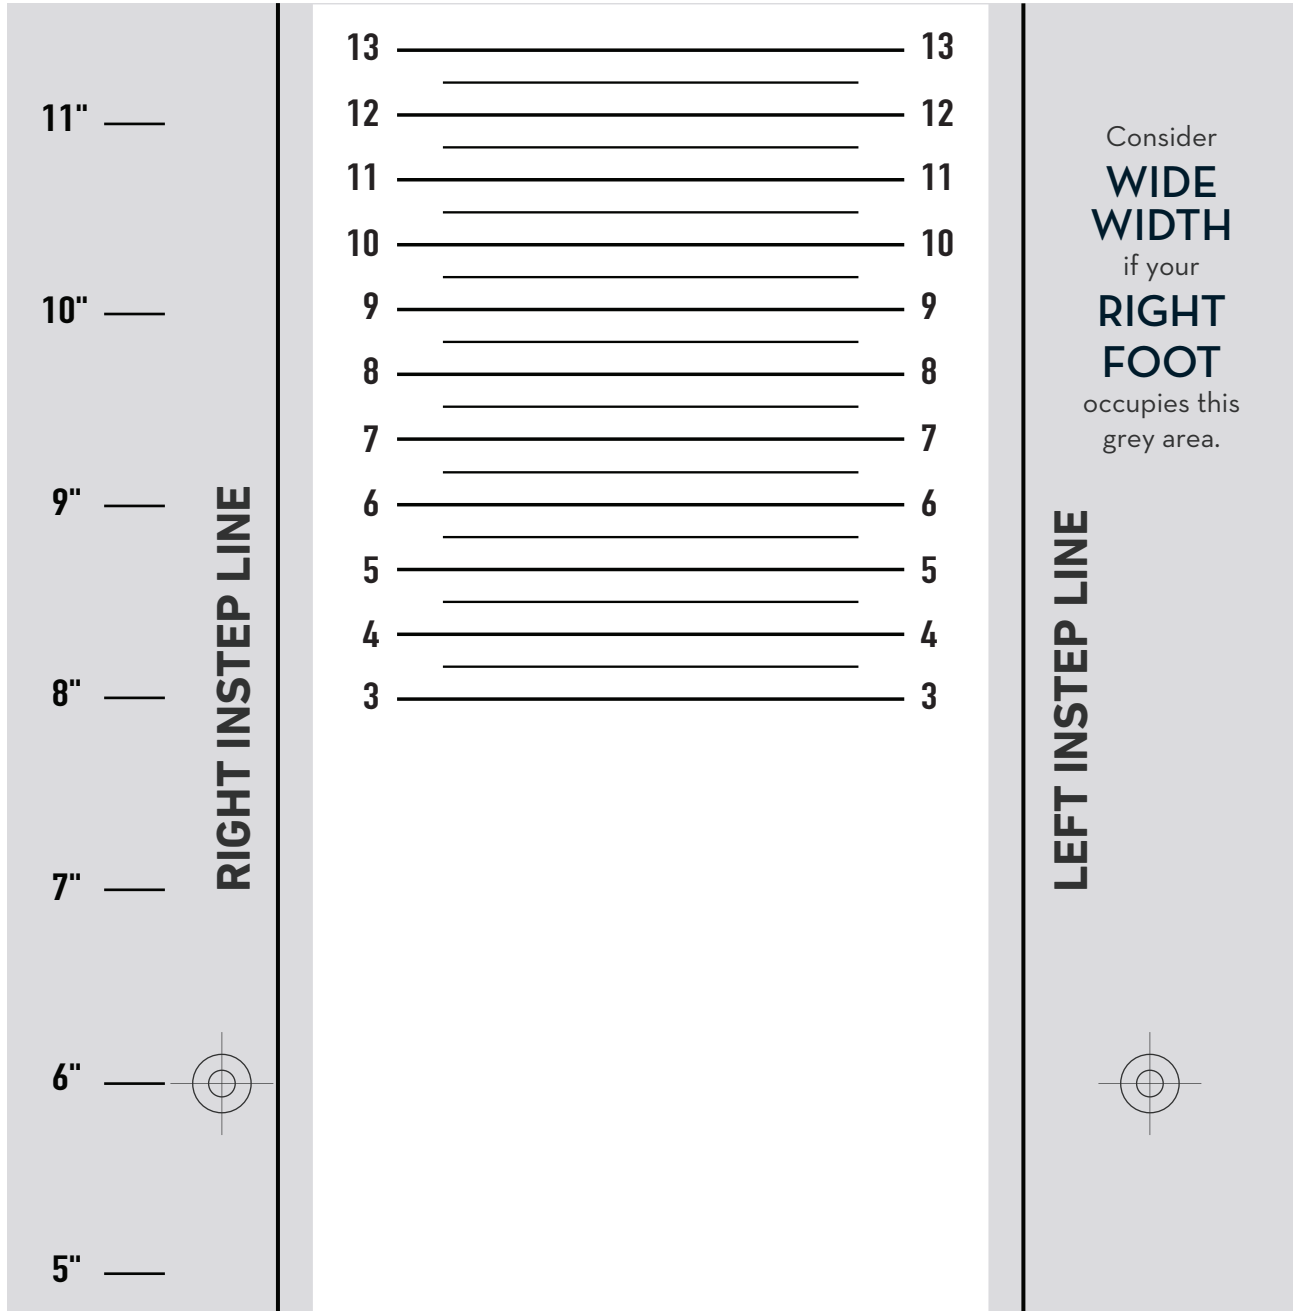 13 13
11"
12 12
11 11
10 10
10"
9 9
8 8
7 7
9"
6 6
5 5
4 4
8"
3 3
7"
6"
5"
RIGHT INSTEP LINE
LEFT INSTEP LINE
Consider
WIDE
WIDTH
if your
RIGHT
FOOT
occupies this
grey area.